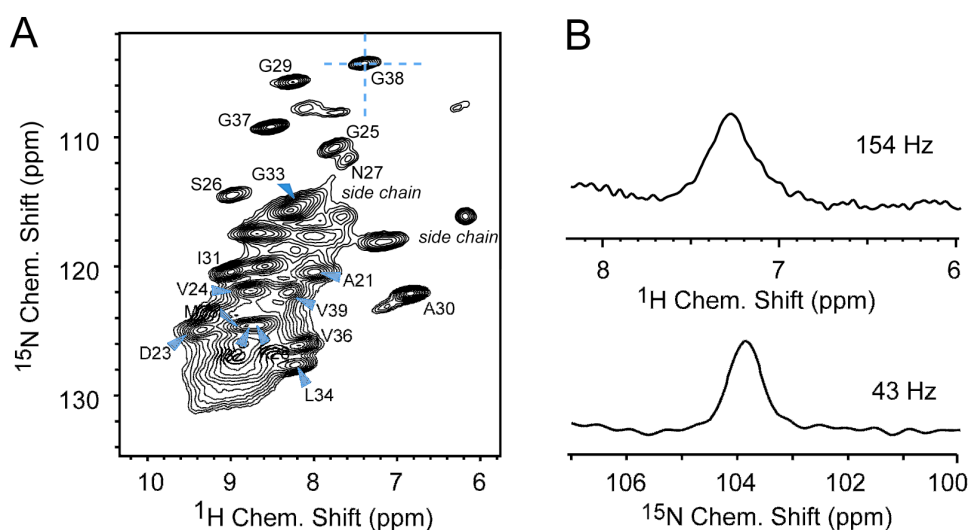 A
B
G29
G38
G37
G25
N27
S26
G33
side chain
side chain
I31
V24
A21
V39
A30
D23
V36
L34
110
120
130
15N Chem. Shift (ppm)
10 9 8 7 6
1H Chem. Shift (ppm)
154 Hz
8 7 6
1H Chem. Shift (ppm)
43 Hz
106 104 102 100
15N Chem. Shift (ppm)